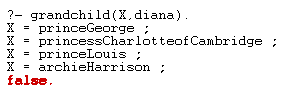 ?- grandchild(X,diana).
X = princeGeorge ;
X = princessCharlotteofCambridge ;
X = princeLouis ;
X = archieHarrison ;
false.